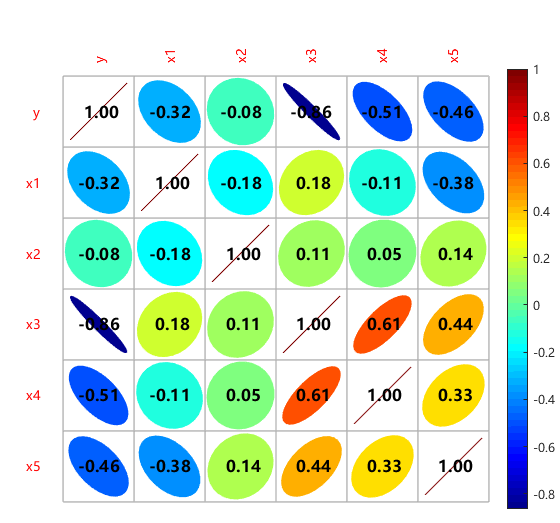 y x1 x2 x3 x4 x5
y 1.00 -0.32 -0.08 -0.86 -0.51 -0.46
x1 -0.32 1.00 -0.18 0.18 -0.11 -0.38
x2 -0.08 -0.18 1.00 0.11 0.05 0.14
x3 -0.86 0.18 0.11 1.00 0.61 0.44
x4 -0.51 -0.11 0.05 0.61 1.00 0.33
x5 -0.46 -0.38 0.14 0.44 0.33 1.00
1
0.8
0.6
0.4
0.2
0
-0.2
-0.4
-0.6
-0.8